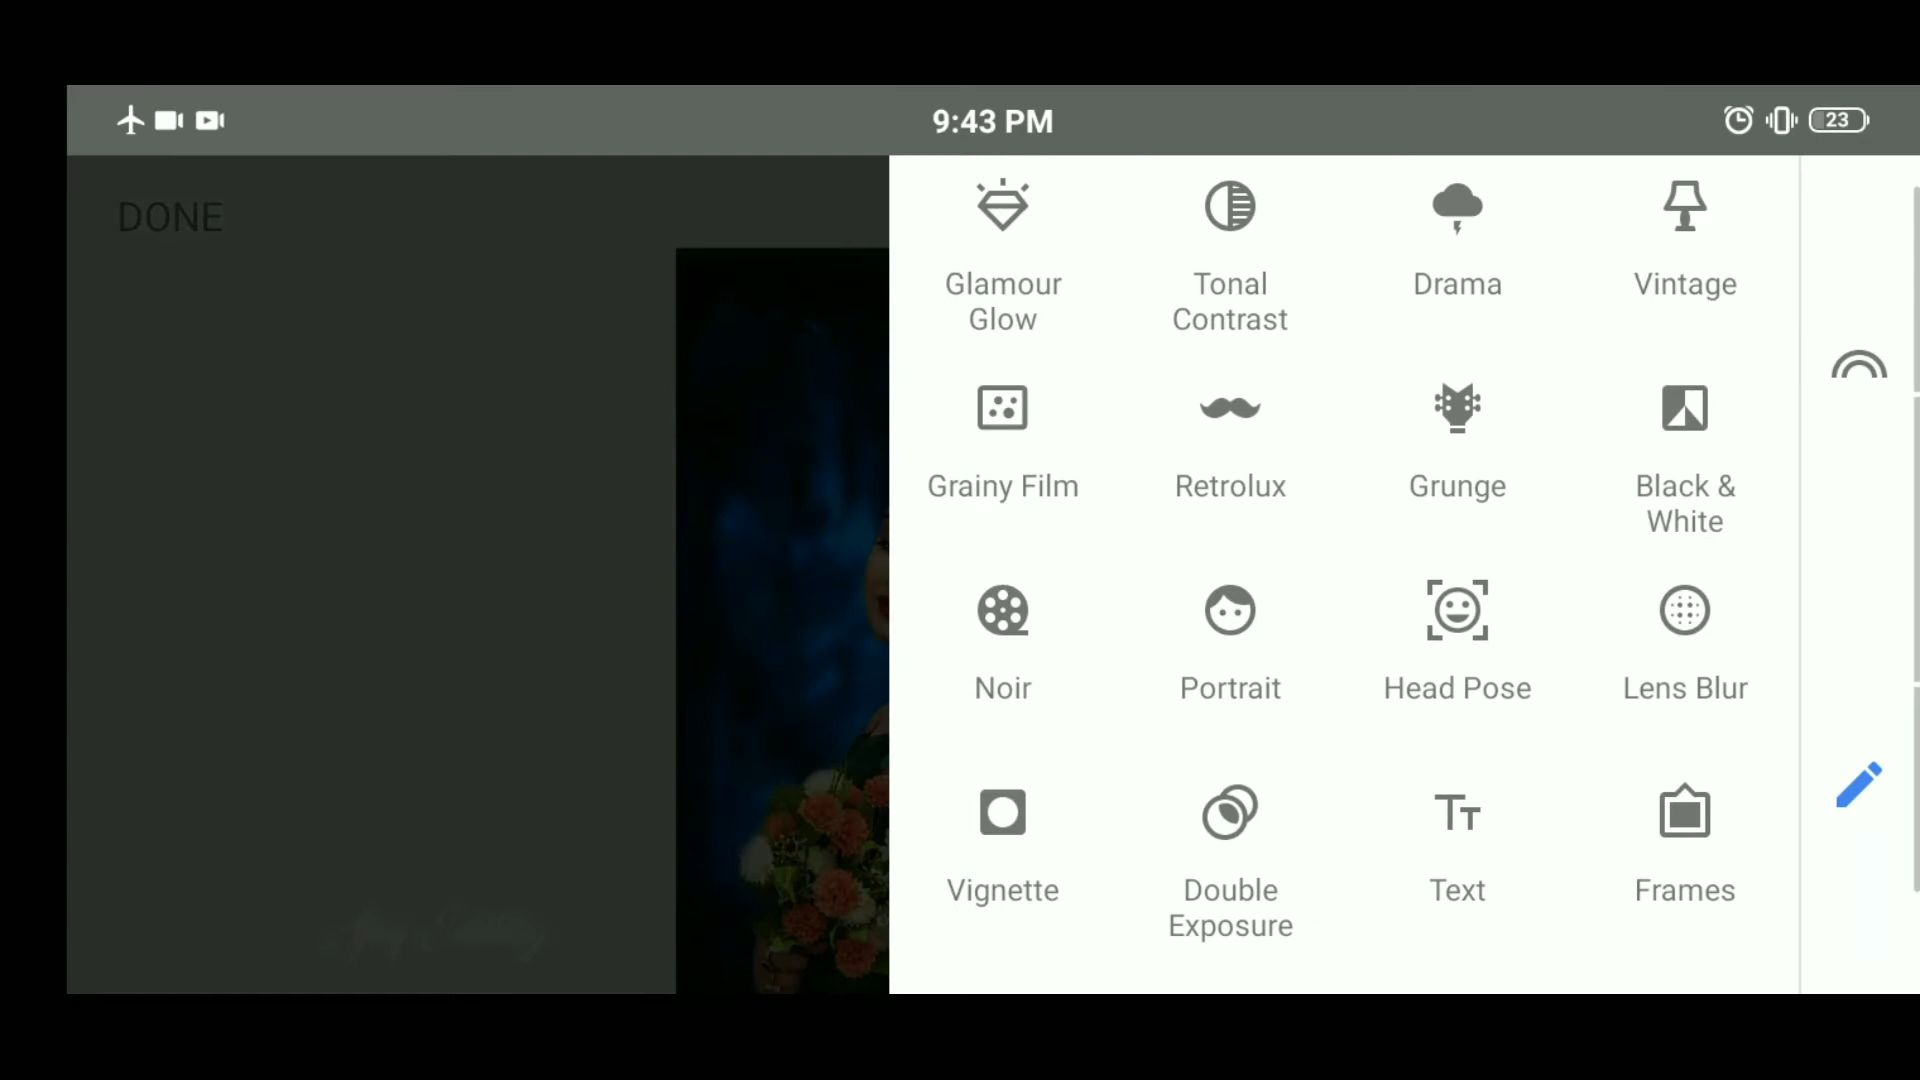 9:43 PM
23
DONE
Glamour
Glow
Tonal
Contrast
Drama
Vintage
Grainy Film
Retrolux
Grunge
Black &
White
Noir
Portrait
Head Pose
Lens Blur
Vignette
Double
Exposure
Text
Frames